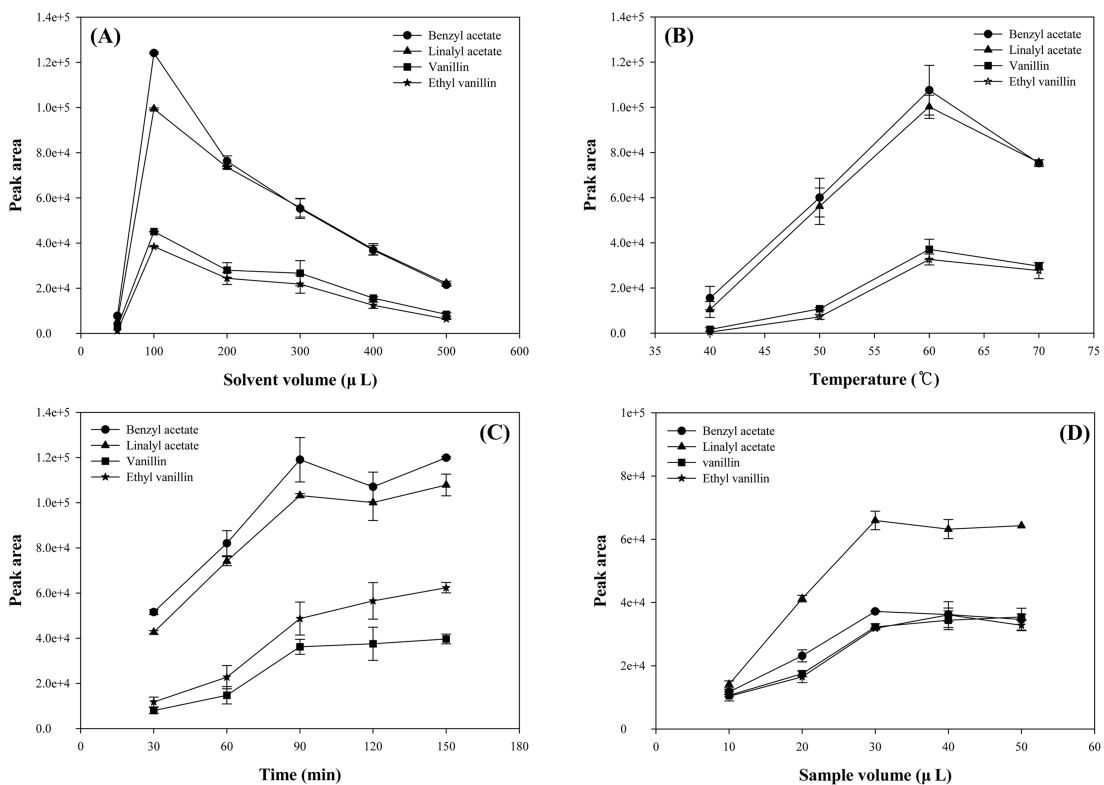 (A)
Benzyl acetate
Linalyl acetate
Vanillin
Ethyl vanillin
Peak area
1.4e+5
1.2e+5
1.0e+5
8.0e+4
6.0e+4
4.0e+4
2.0e+4
0.0
0 100 200 300 400 500 600
Solvent volume (μ L)
(B)
Benzyl acetate
Linalyl acetate
Vanillin
Ethyl vanillin
Prak area
1.4e+5
1.2e+5
1.0e+5
8.0e+4
6.0e+4
4.0e+4
2.0e+4
0.0
35 40 45 50 55 60 65 70 75
Temperature (℃)
(C)
Benzyl acetate
Linalyl acetate
Vanillin
Ethyl vanillin
Peak area
1.4e+5
1.2e+5
1.0e+5
8.0e+4
6.0e+4
4.0e+4
2.0e+4
0.0
0 30 60 90 120 150 180
Time (min)
(D)
Benzyl acetate
Linalyl acetate
vanillin
Ethyl vanillin
Peak area
1e+5
8e+4
6e+4
4e+4
2e+4
0
0 10 20 30 40 50 60
Sample volume (μ L)